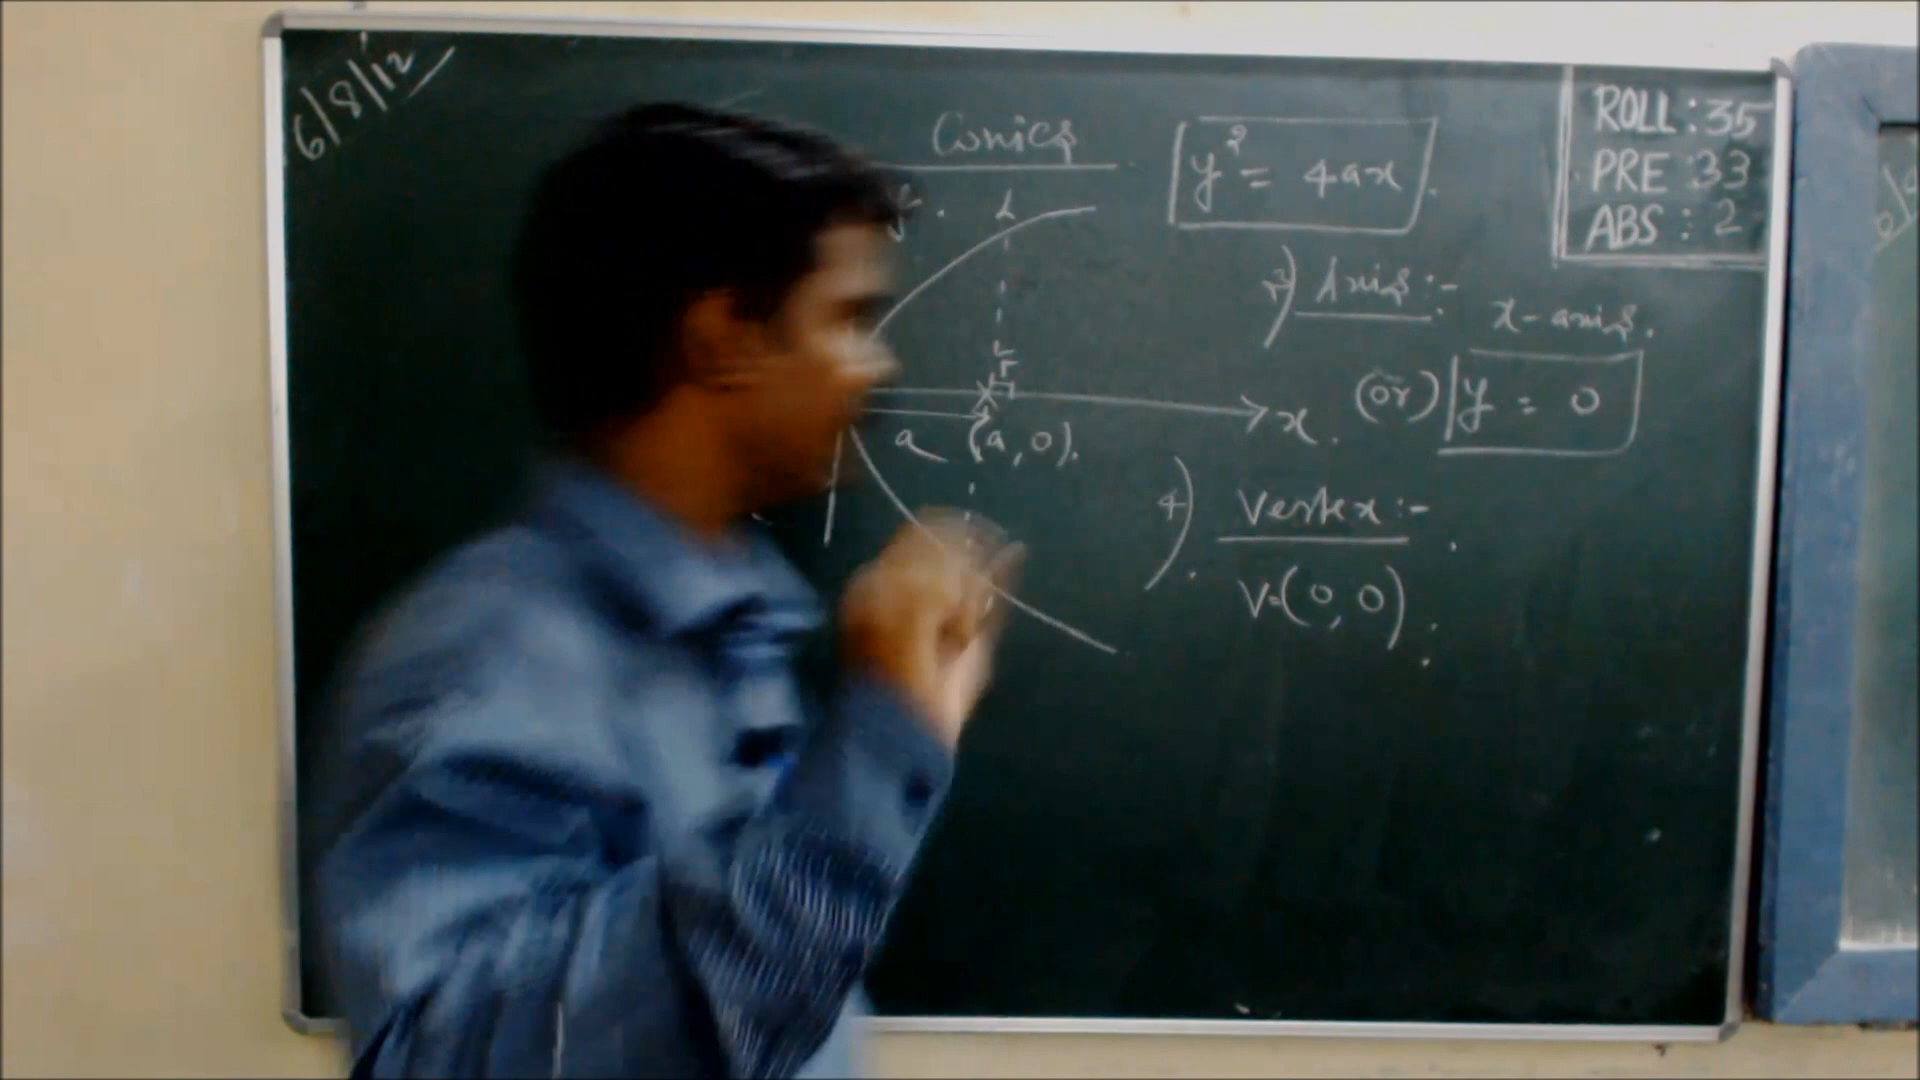 6/8/12
Conics
y² = 4ax.
ROLL : 35
PRE : 33
ABS : 2
y.
L
3) Axis :-
x-axis.
(or) y = 0
F
x.
a
(a, 0).
4). Vertex :-
V=(0, 0).